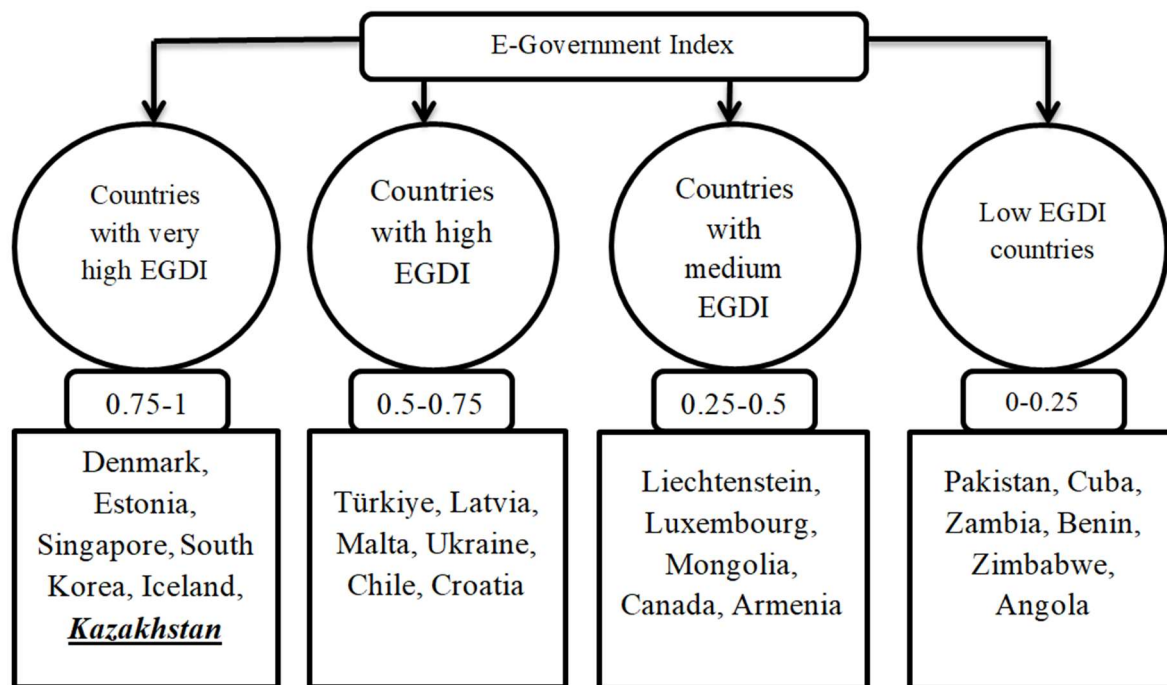 E-Government Index
Countries
with very
high EGDI
0.75-1
Denmark,
Estonia,
Singapore, South
Korea, Iceland,
Kazakhstan
Countries
with high
EGDI
0.5-0.75
Türkiye, Latvia,
Malta, Ukraine,
Chile, Croatia
Countries
with
medium
EGDI
0.25-0.5
Liechtenstein,
Luxembourg,
Mongolia,
Canada, Armenia
Low EGDI
countries
0-0.25
Pakistan, Cuba,
Zambia, Benin,
Zimbabwe,
Angola